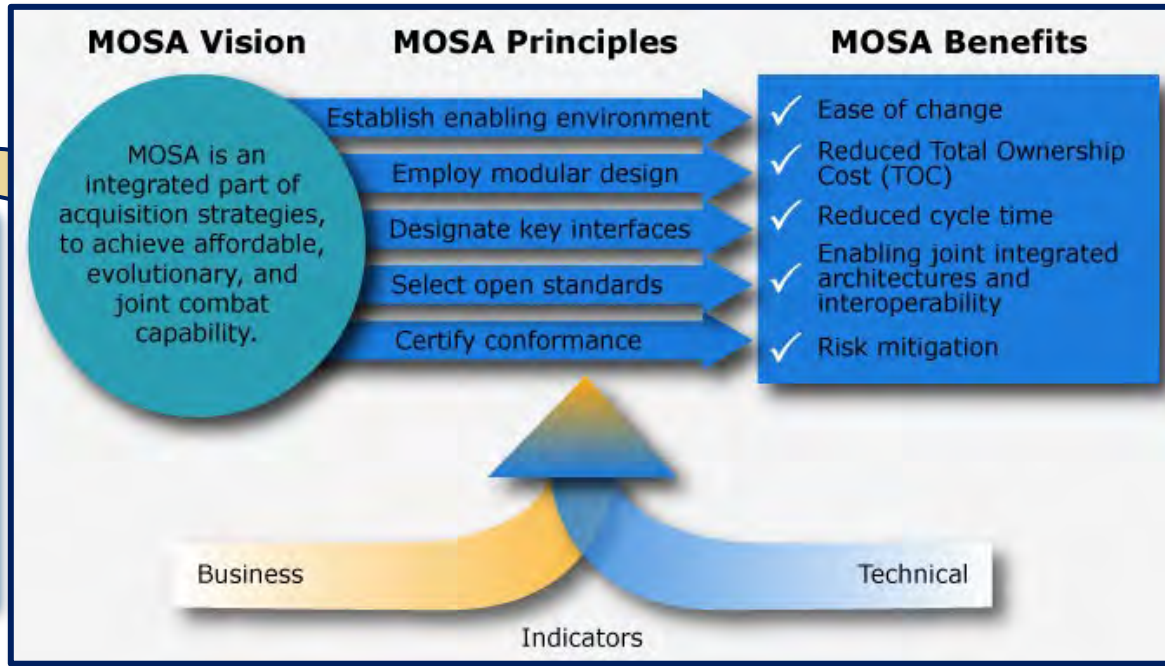 MOSA Vision
MOSA Principles
MOSA Benefits
MOSA is an
integrated part of
acquisition strategies,
to achieve affordable,
evolutionary, and
joint combat
capability.
Establish enabling environment
Employ modular design
Designate key interfaces
Select open standards
Certify conformance
✓ Ease of change
✓ Reduced Total Ownership
Cost (TOC)
✓ Reduced cycle time
✓ Enabling joint integrated
architectures and
interoperability
✓ Risk mitigation
Business
Technical
Indicators